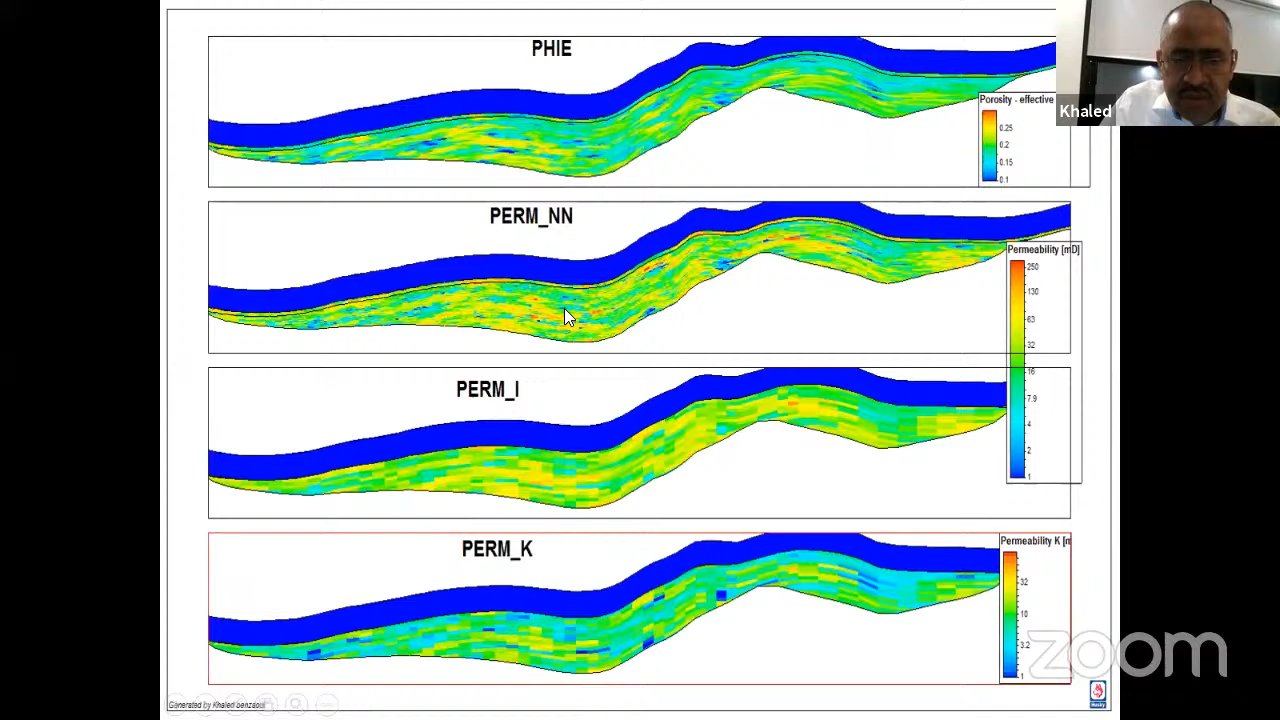 PHIE
Porosity - effective
0.25
0.2
0.15
0.1
Khaled
PERM_NN
Permeability [mD]
250
130
63
32
16
7.9
4
2
1
PERM_I
PERM_K
Permeability K [m
32
10
3.2
1
zoom
Husky
Generated by Khaled benzaoui